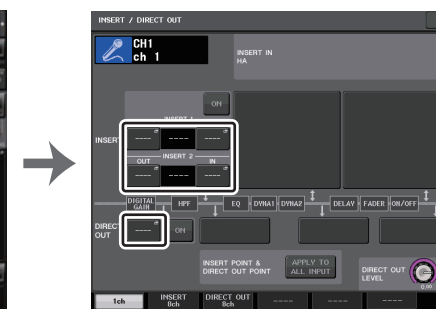 INSERT / DIRECT OUT
CH1
ch 1
INSERT IN
HA
ON
INSERT 1
INSERT
---- ---- ----
OUT INSERT 2 IN
---- ---- ----
DIGITAL GAIN HPF EQ DYNA1 DYNA2 DELAY FADER ON/OFF
DIRECT OUT
---- ON
INSERT POINT &
DIRECT OUT POINT
APPLY TO
ALL INPUT
DIRECT OUT
LEVEL
0.00
1ch
INSERT
8ch
DIRECT OUT
8ch
---- ---- ----